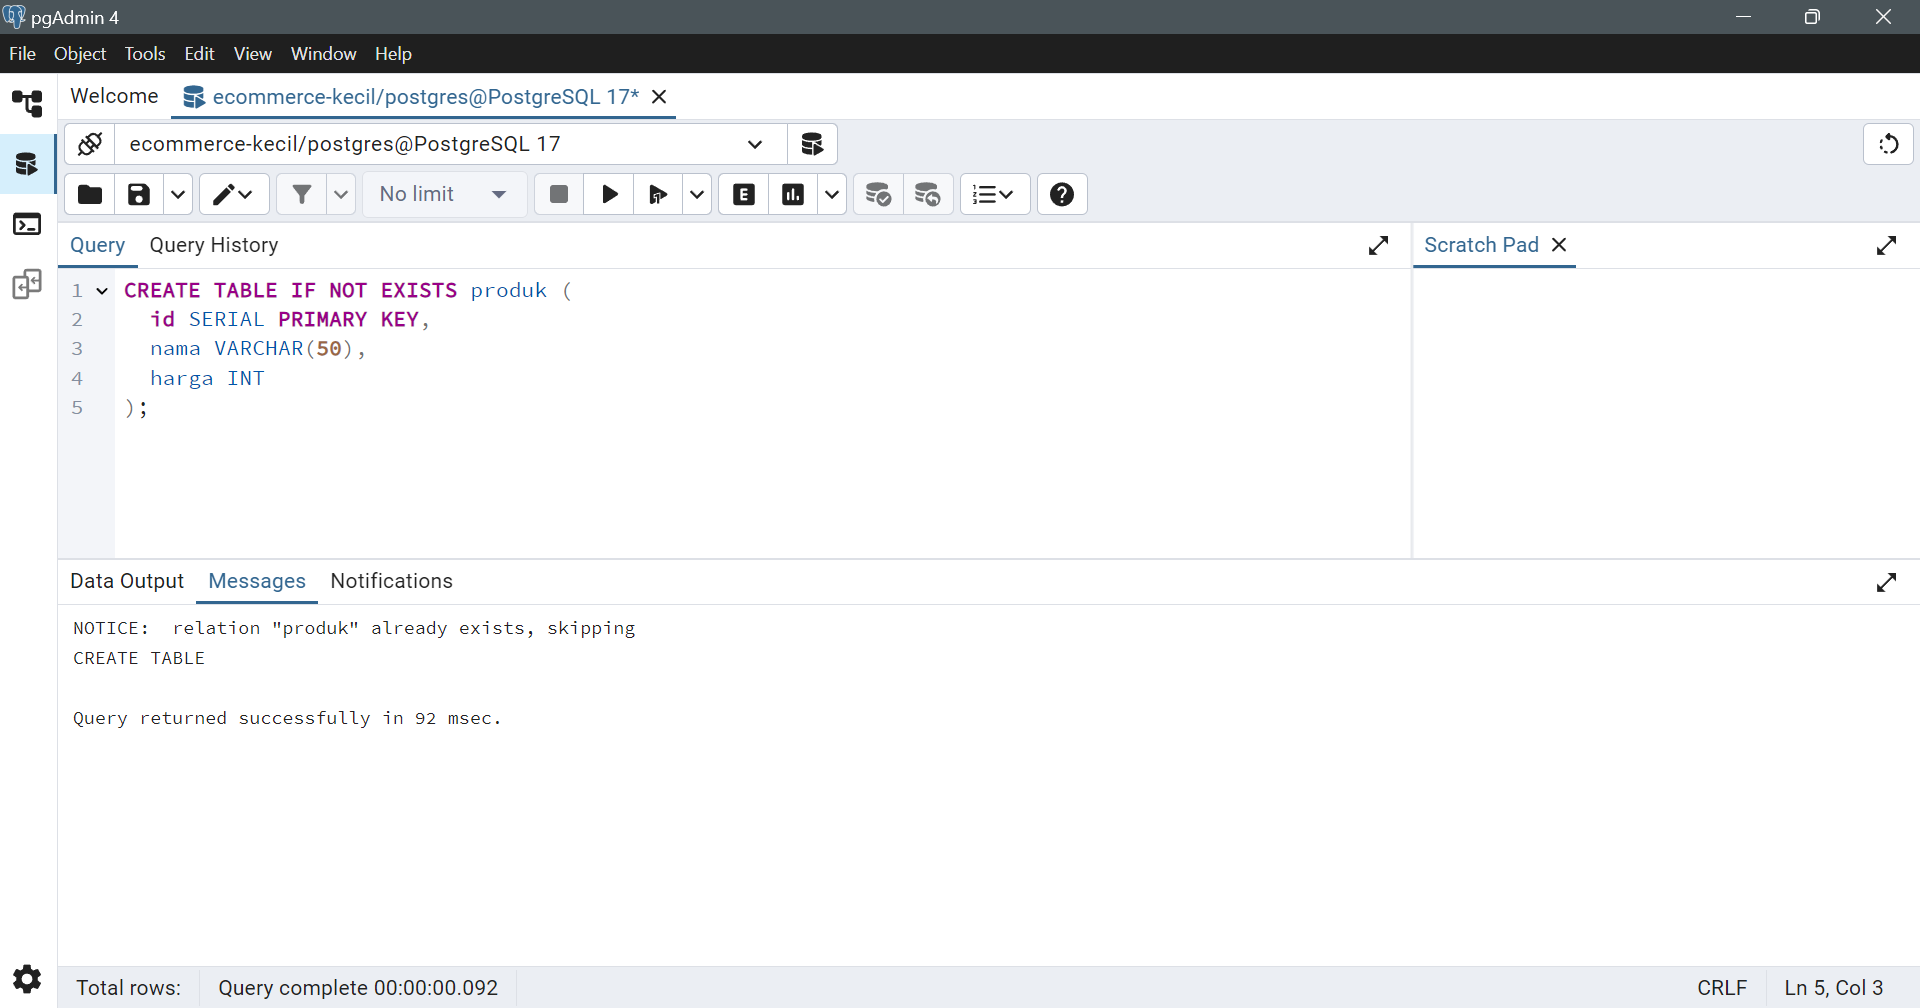 pgAdmin 4
File Object Tools Edit View Window Help
Welcome ecommerce-kecil/postgres@PostgreSQL 17*
ecommerce-kecil/postgres@PostgreSQL 17
No limit
Query Query History
Scratch Pad
1 CREATE TABLE IF NOT EXISTS produk (
2 id SERIAL PRIMARY KEY,
3 nama VARCHAR(50),
4 harga INT
5 );
Data Output Messages Notifications
NOTICE:  relation "produk" already exists, skipping
CREATE TABLE
Query returned successfully in 92 msec.
Total rows: Query complete 00:00:00.092 CRLF Ln 5, Col 3